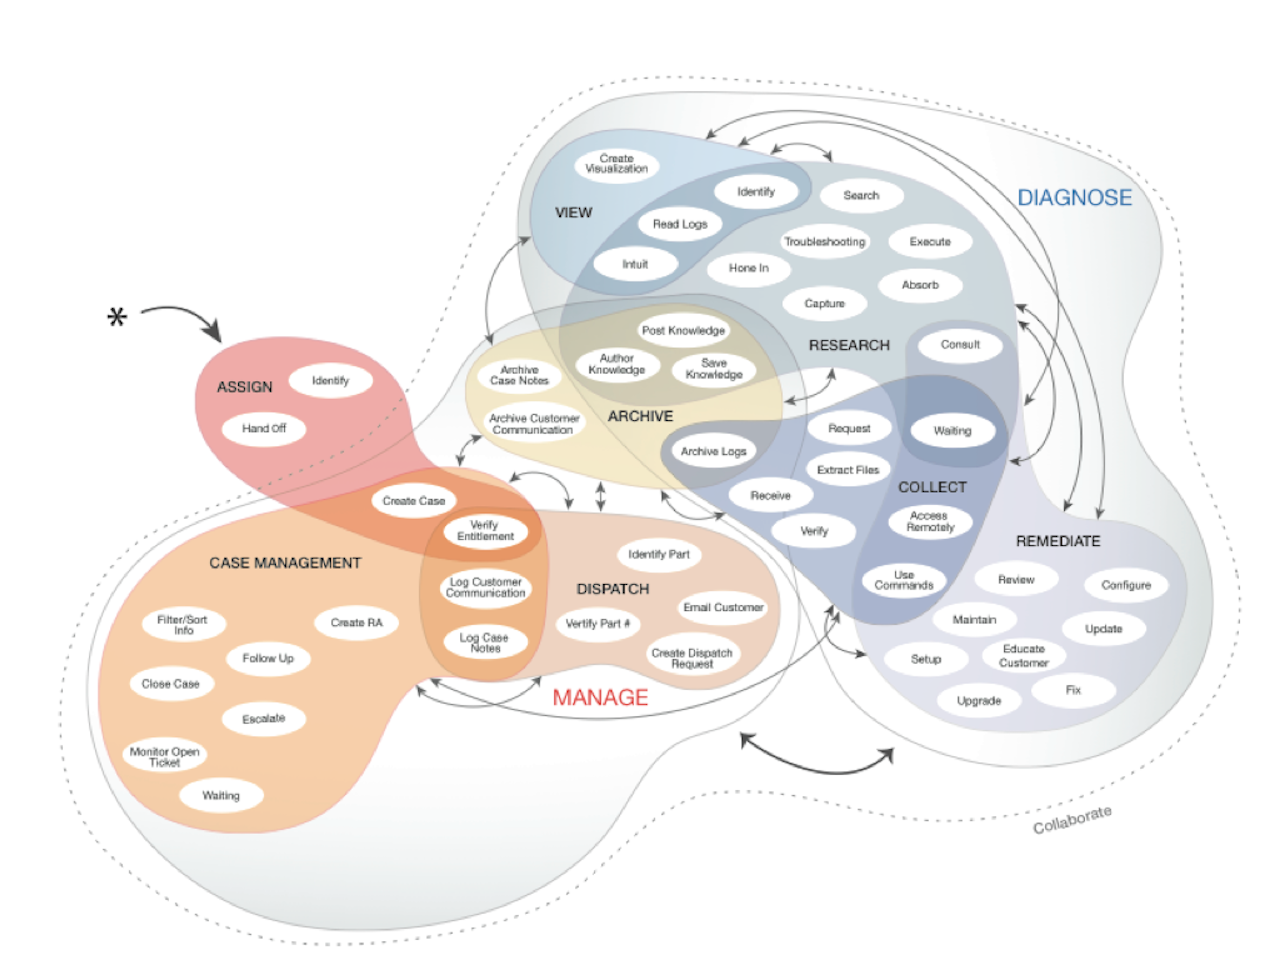 Create
Visualization
Identify
Search
DIAGNOSE
VIEW
Read Logs
Troubleshooting
Execute
Intuit
Hone In
Absorb
Capture
*
Post Knowledge
RESEARCH
Consult
Author
Knowledge
Save
Knowledge
Archive
Case Notes
ASSIGN
Identify
Hand Off
Archive Customer
Communication
ARCHIVE
Request
Waiting
Archive Logs
Extract Files
COLLECT
Receive
Create Case
Verify
Entitlement
Verify
Access
Remotely
REMEDIATE
CASE MANAGEMENT
Identify Part
Log Customer
Communication
DISPATCH
Use
Commands
Review
Configure
Email Customer
Filter/Sort
Info
Create RA
Vertify Part #
Maintain
Update
Log Case
Notes
Create Dispatch
Request
Follow Up
Setup
Educate
Customer
Close Case
MANAGE
Upgrade
Fix
Escalate
Monitor Open
Ticket
Waiting
Collaborate